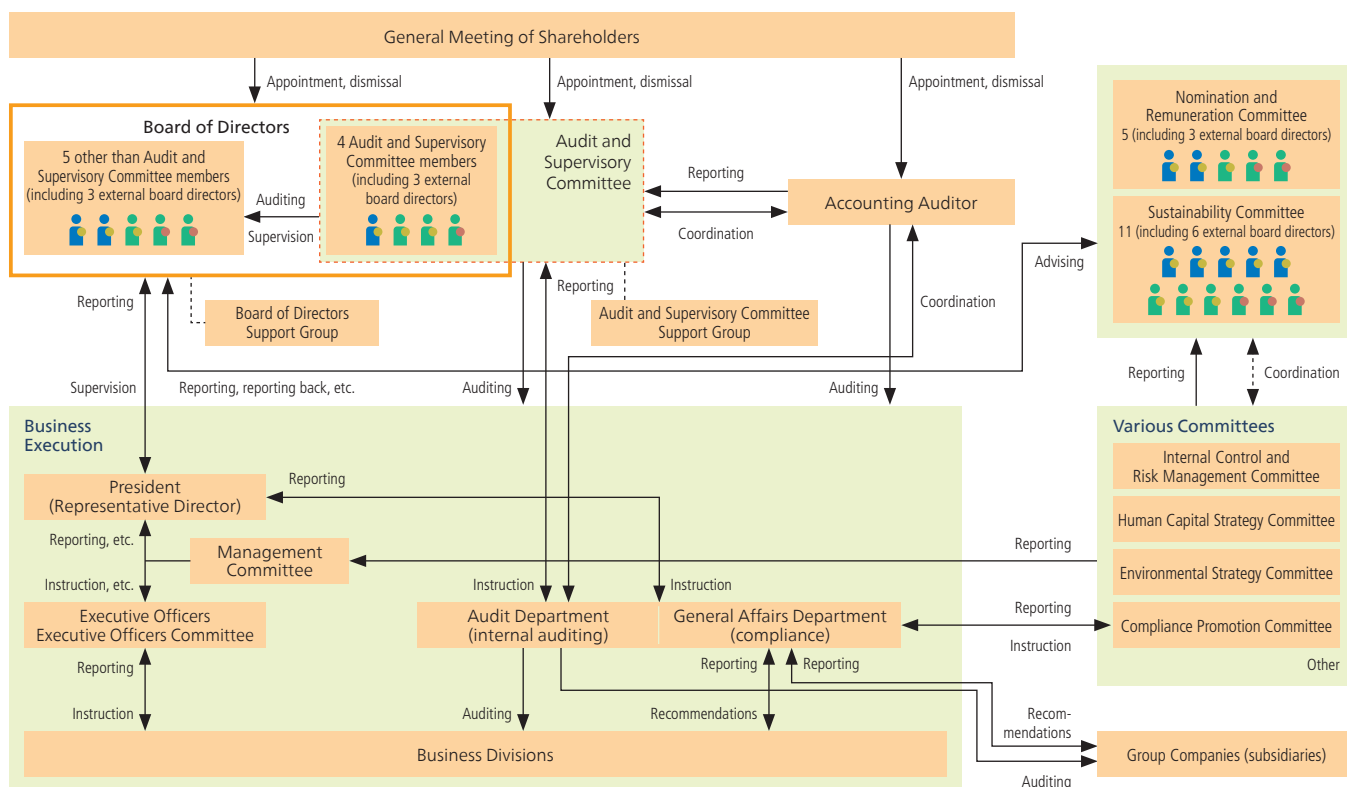 General Meeting of Shareholders
Appointment, dismissal
Appointment, dismissal
Appointment, dismissal
Board of Directors
5 other than Audit and
Supervisory Committee members
(including 3 external board directors)
Auditing
Supervision
4 Audit and Supervisory
Committee members
(including 3 external
board directors)
Audit and
Supervisory
Committee
Reporting
Coordination
Accounting Auditor
Nomination and
Remuneration Committee
5 (including 3 external board directors)
Sustainability Committee
11 (including 6 external board directors)
Advising
Reporting
Board of Directors
Support Group
Reporting
Audit and Supervisory Committee
Support Group
Coordination
Supervision
Reporting, reporting back, etc.
Auditing
Auditing
Reporting
Coordination
Business
Execution
President
(Representative Director)
Reporting
Reporting, etc.
Management
Committee
Instruction, etc.
Executive Officers
Executive Officers Committee
Instruction
Audit Department
(internal auditing)
Instruction
General Affairs Department
(compliance)
Reporting
Reporting
Instruction
Various Committees
Internal Control and
Risk Management Committee
Human Capital Strategy Committee
Environmental Strategy Committee
Compliance Promotion Committee
Other
Reporting
Instruction
Auditing
Reporting
Reporting
Recommendations
Business Divisions
Recom-
mendations
Group Companies (subsidiaries)
Auditing